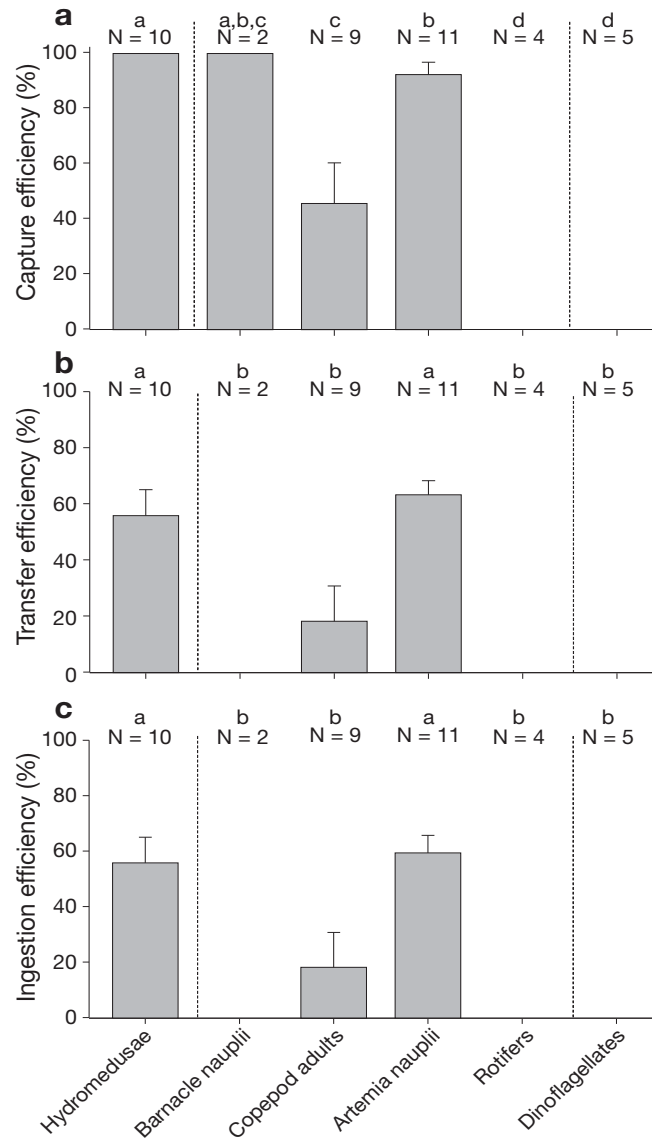 a
a a,b,c c b d d
N = 10 N = 2 N = 9 N = 11 N = 4 N = 5
100
80
60
40
20
0
Capture efficiency (%)
b
a b b a b b
N = 10 N = 2 N = 9 N = 11 N = 4 N = 5
100
80
60
40
20
0
Transfer efficiency (%)
c
a b b a b b
N = 10 N = 2 N = 9 N = 11 N = 4 N = 5
100
80
60
40
20
0
Ingestion efficiency (%)
Hydromedusae
Barnacle nauplii
Copepod adults
Artemia nauplii
Rotifers
Dinoflagellates